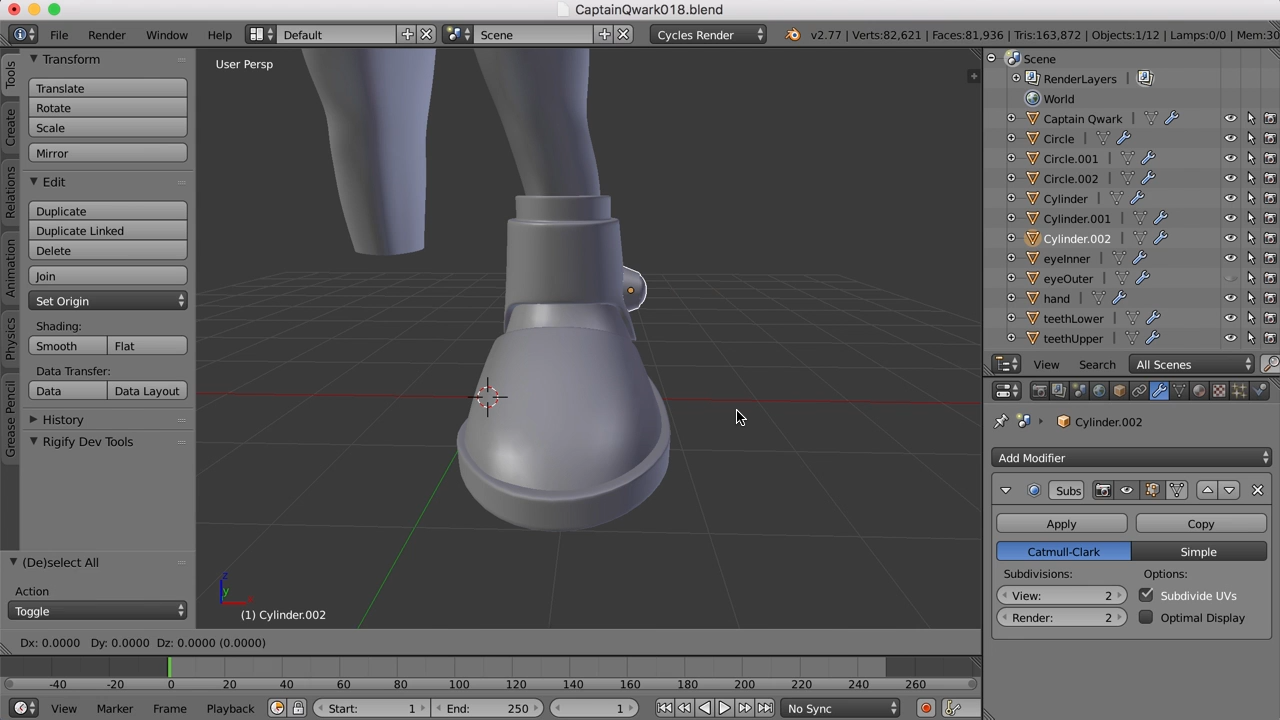 CaptainQwark018.blend
File Render Window Help Default Scene Cycles Render v2.77 | Verts:82,621 | Faces:81,936 | Tris:163,872 | Objects:1/12 | Lamps:0/0 | Mem:30
Tools
Create
Relations
Animation
Physics
Grease Pencil
Transform
Translate
Rotate
Scale
Mirror
Edit
Duplicate
Duplicate Linked
Delete
Join
Set Origin
Shading:
Smooth Flat
Data Transfer:
Data Data Layout
History
Rigify Dev Tools
(De)select All
Action
Toggle
User Persp
z
y
(1) Cylinder.002
Dx: 0.0000 Dy: 0.0000 Dz: 0.0000 (0.0000)
Scene
RenderLayers
World
Captain Qwark
Circle
Circle.001
Circle.002
Cylinder
Cylinder.001
Cylinder.002
eyeInner
eyeOuter
hand
teethLower
teethUpper
View Search All Scenes
Cylinder.002
Add Modifier
Subs
Apply Copy
Catmull-Clark Simple
Subdivisions: Options:
View: 2 Subdivide UVs
Render: 2 Optimal Display
-40 -20 0 20 40 60 80 100 120 140 160 180 200 220 240 260
View Marker Frame Playback Start: 1 End: 250 1 No Sync